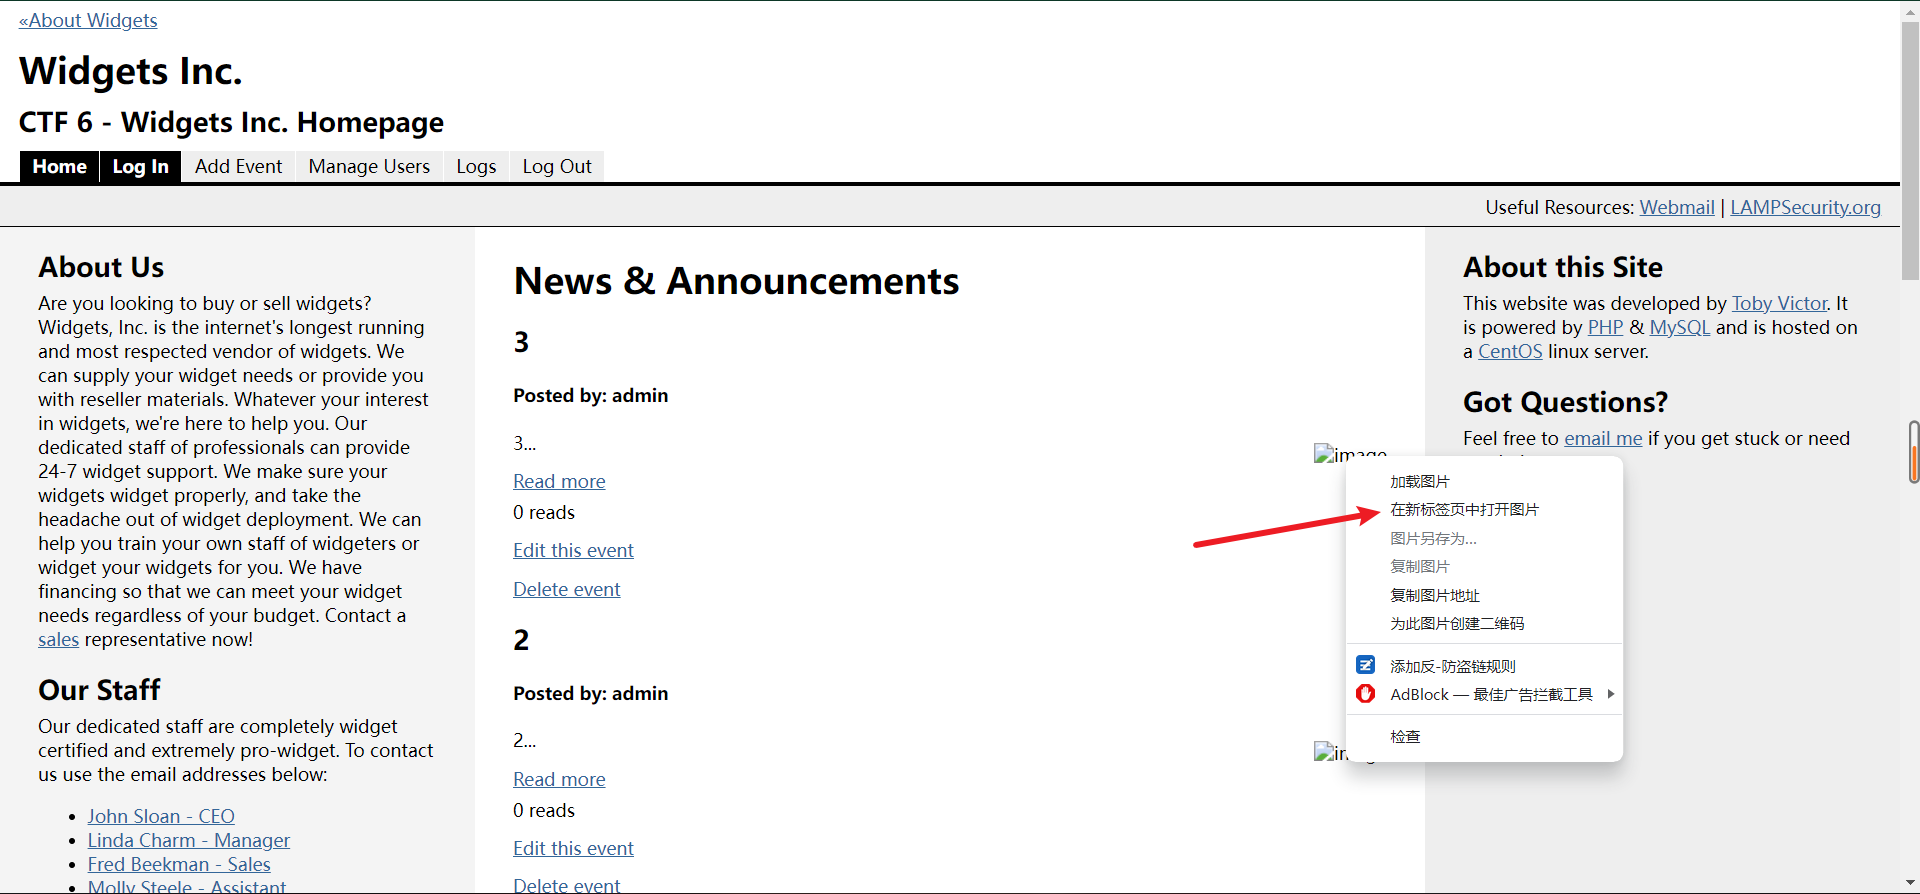 «About Widgets
Widgets Inc.
CTF 6 - Widgets Inc. Homepage
Home Log In Add Event Manage Users Logs Log Out
Useful Resources: Webmail | LAMPSecurity.org
About Us
Are you looking to buy or sell widgets?
Widgets, Inc. is the internet's longest running
and most respected vendor of widgets. We
can supply your widget needs or provide you
with reseller materials. Whatever your interest
in widgets, we're here to help you. Our
dedicated staff of professionals can provide
24-7 widget support. We make sure your
widgets widget properly, and take the
headache out of widget deployment. We can
help you train your own staff of widgeters or
widget your widgets for you. We have
financing so that we can meet your widget
needs regardless of your budget. Contact a
sales representative now!
Our Staff
Our dedicated staff are completely widget
certified and extremely pro-widget. To contact
us use the email addresses below:
John Sloan - CEO
Linda Charm - Manager
Fred Beekman - Sales
Molly Steele - Assistant
News & Announcements
3
Posted by: admin
3...
image
Read more
0 reads
Edit this event
Delete event
2
Posted by: admin
2...
Read more
0 reads
Edit this event
Delete event
加载图片
在新标签页中打开图片
图片另存为...
复制图片
复制图片地址
为此图片创建二维码
添加反-防盗链规则
AdBlock — 最佳广告拦截工具
检查
About this Site
This website was developed by Toby Victor. It
is powered by PHP & MySQL and is hosted on
a CentOS linux server.
Got Questions?
Feel free to email me if you get stuck or need